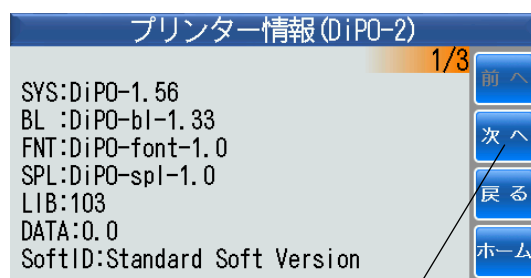 プリンター情報(DiPO-2)
1/3
前へ
SYS:DiPO-1.56
BL :DiPO-bl-1.33
次へ
FNT:DiPO-font-1.0
SPL:DiPO-spl-1.0
戻る
LIB:103
DATA:0.0
ホーム
SoftID:Standard Soft Version